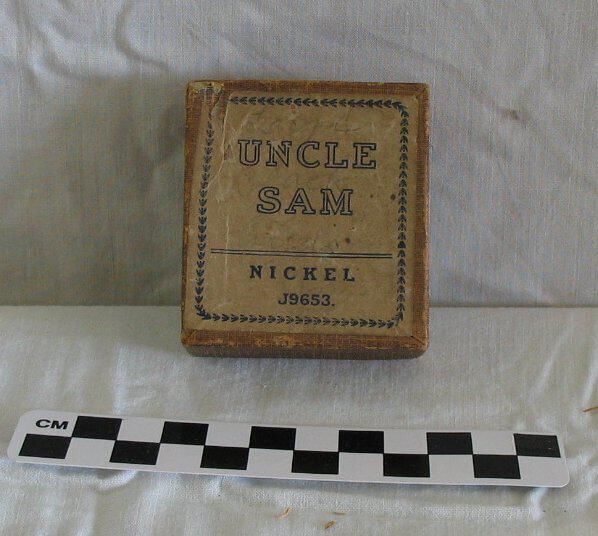 UNCLE
SAM
NICKEL
J9653.
CM